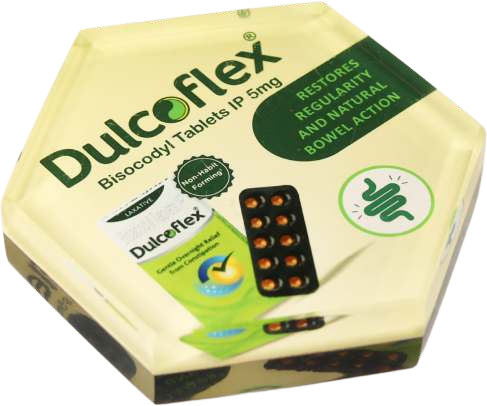 Dulcoflex®
Bisocodyl Tablets IP 5mg
RESTORES
REGULARITY
AND NATURAL
BOWEL ACTION
Non-Habit
Forming
LAXATIVE
Dulcoflex®
Gentle Overnight Relief
from Constipation